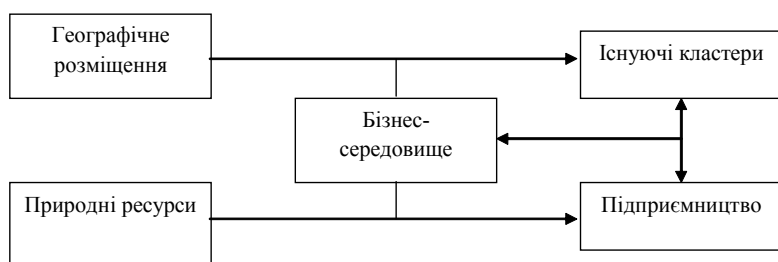 Географічне
розміщення
Існуючі кластери
Бізнес-
середовище
Природні ресурси
Підприємництво